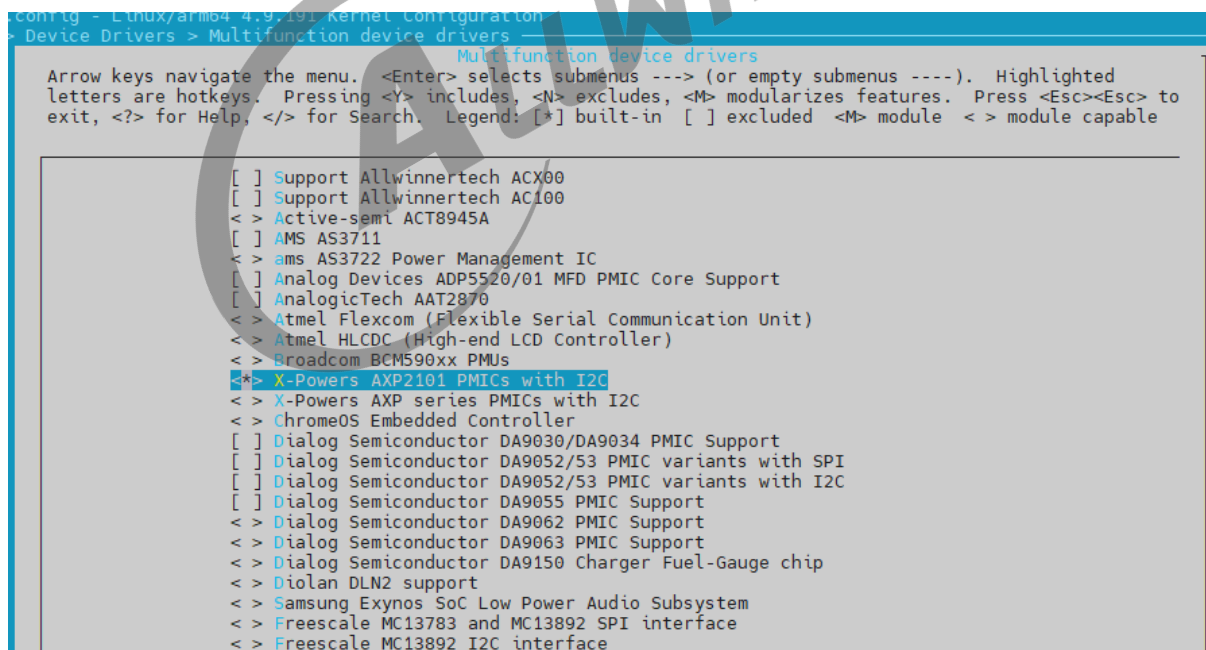 .config - Linux/arm64 4.9.191 Kernel Configuration
> Device Drivers > Multifunction device drivers
Multifunction device drivers
Arrow keys navigate the menu.  <Enter> selects submenus ---> (or empty submenus ----).  Highlighted
letters are hotkeys.  Pressing <Y> includes, <N> excludes, <M> modularizes features.  Press <Esc><Esc> to
exit, <?> for Help, </> for Search.  Legend: [*] built-in  [ ] excluded  <M> module  < > module capable
[ ] Support Allwinnertech ACX00
[ ] Support Allwinnertech AC100
< > Active-semi ACT8945A
[ ] AMS AS3711
< > ams AS3722 Power Management IC
[ ] Analog Devices ADP5520/01 MFD PMIC Core Support
[ ] AnalogicTech AAT2870
< > Atmel Flexcom (Flexible Serial Communication Unit)
< > Atmel HLCDC (High-end LCD Controller)
< > Broadcom BCM590xx PMUs
<*> X-Powers AXP2101 PMICs with I2C
< > X-Powers AXP series PMICs with I2C
< > ChromeOS Embedded Controller
[ ] Dialog Semiconductor DA9030/DA9034 PMIC Support
[ ] Dialog Semiconductor DA9052/53 PMIC variants with SPI
[ ] Dialog Semiconductor DA9052/53 PMIC variants with I2C
[ ] Dialog Semiconductor DA9055 PMIC Support
< > Dialog Semiconductor DA9062 PMIC Support
< > Dialog Semiconductor DA9063 PMIC Support
< > Dialog Semiconductor DA9150 Charger Fuel-Gauge chip
< > Diolan DLN2 support
< > Samsung Exynos SoC Low Power Audio Subsystem
< > Freescale MC13783 and MC13892 SPI interface
< > Freescale MC13892 I2C interface